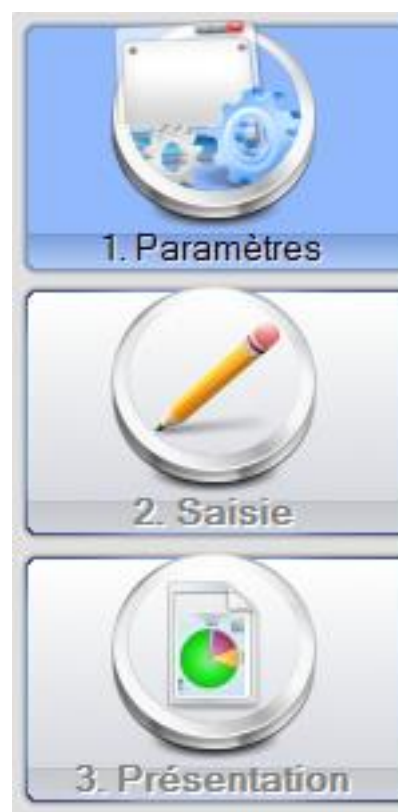 1. Paramètres
2. Saisie
3. Présentation